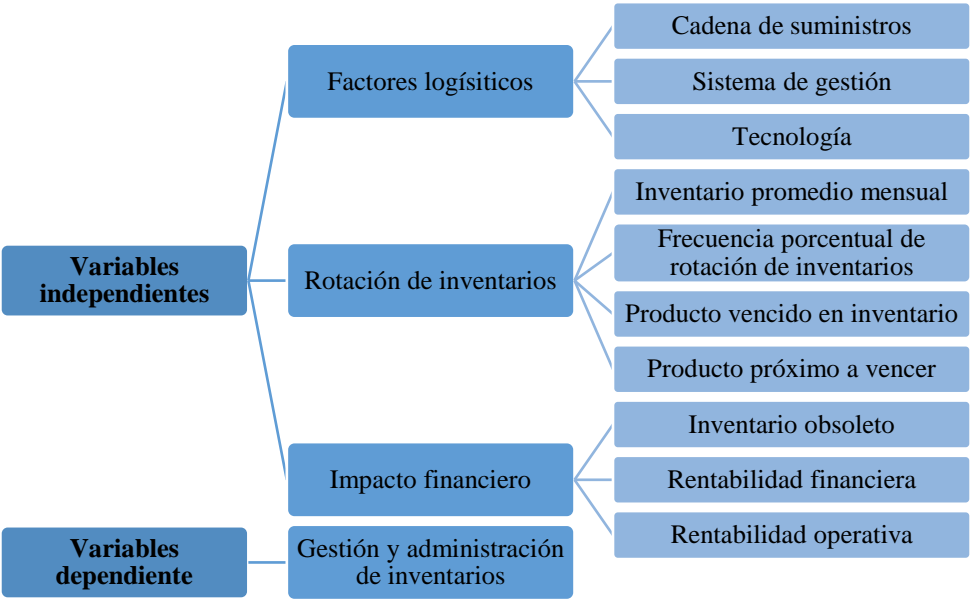 Variables
independientes
Factores logísiticos
Cadena de suministros
Sistema de gestión
Tecnología
Rotación de inventarios
Inventario promedio mensual
Frecuencia porcentual de
rotación de inventarios
Producto vencido en inventario
Producto próximo a vencer
Impacto financiero
Inventario obsoleto
Rentabilidad financiera
Rentabilidad operativa
Variables
dependiente
Gestión y administración
de inventarios